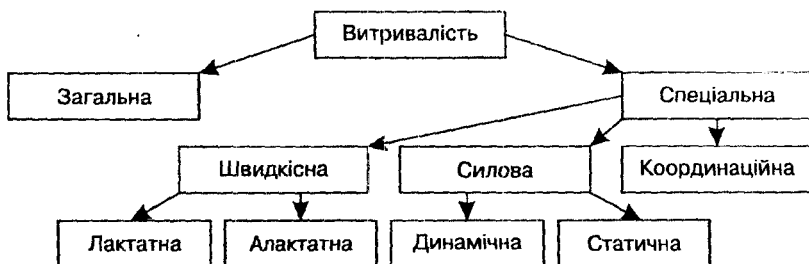 Витривалість
Загальна
Спеціальна
Швидкісна
Силова
Координаційна
Лактатна
Алактатна
Динамічна
Статична